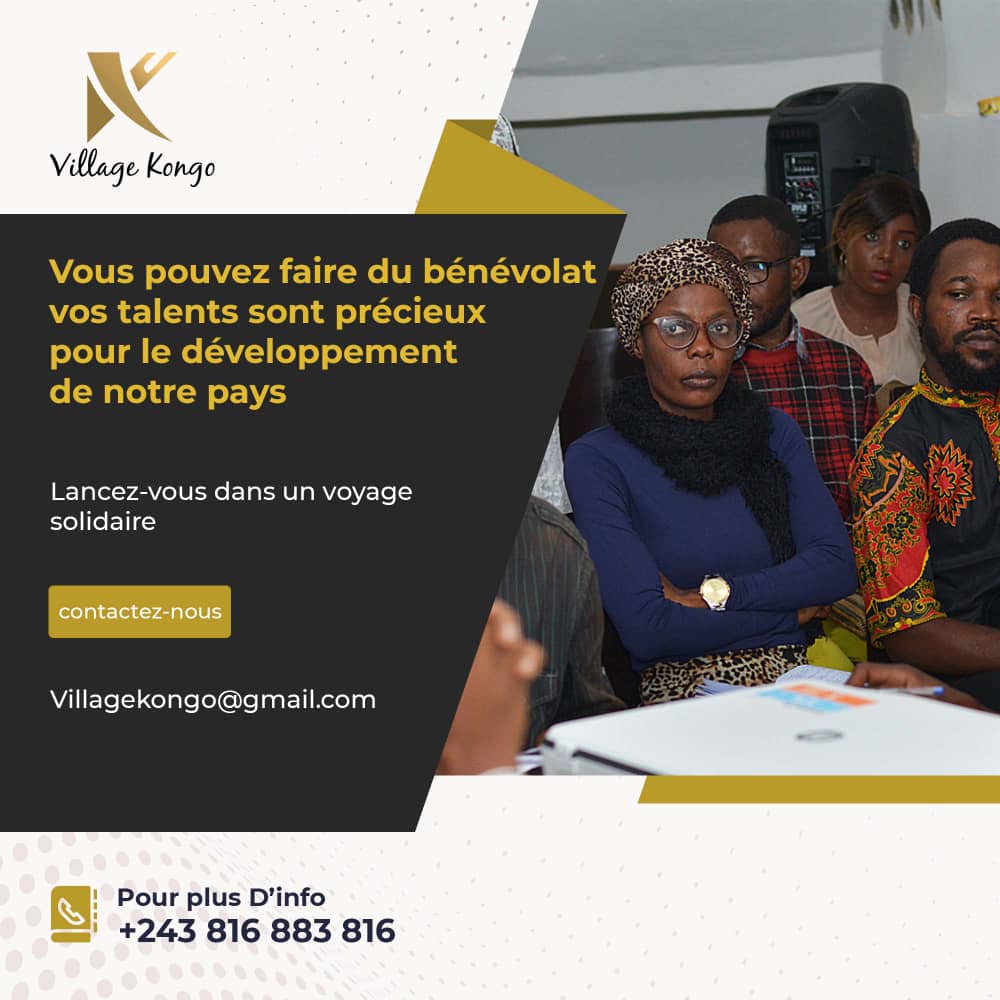 Village Kongo
Vous pouvez faire du bénévolat
vos talents sont précieux
pour le développement
de notre pays
Lancez-vous dans un voyage
solidaire
contactez-nous
Villagekongo@gmail.com
Pour plus D’info
+243 816 883 816